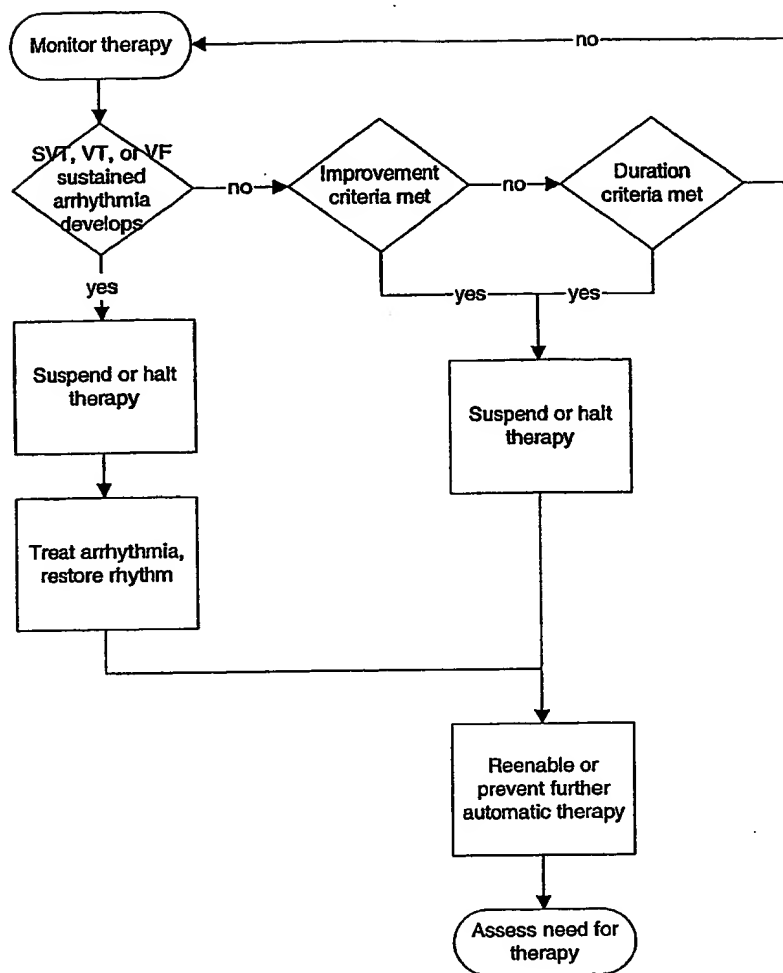 Monitor therapy
no
SVT, VT, or VF
sustained
arrhythmia
develops
no
Improvement
criteria met
no
Duration
criteria met
yes
yes
yes
Suspend or halt
therapy
Suspend or halt
therapy
Treat arrhythmia,
restore rhythm
Reenable or
prevent further
automatic therapy
Assess need for
therapy